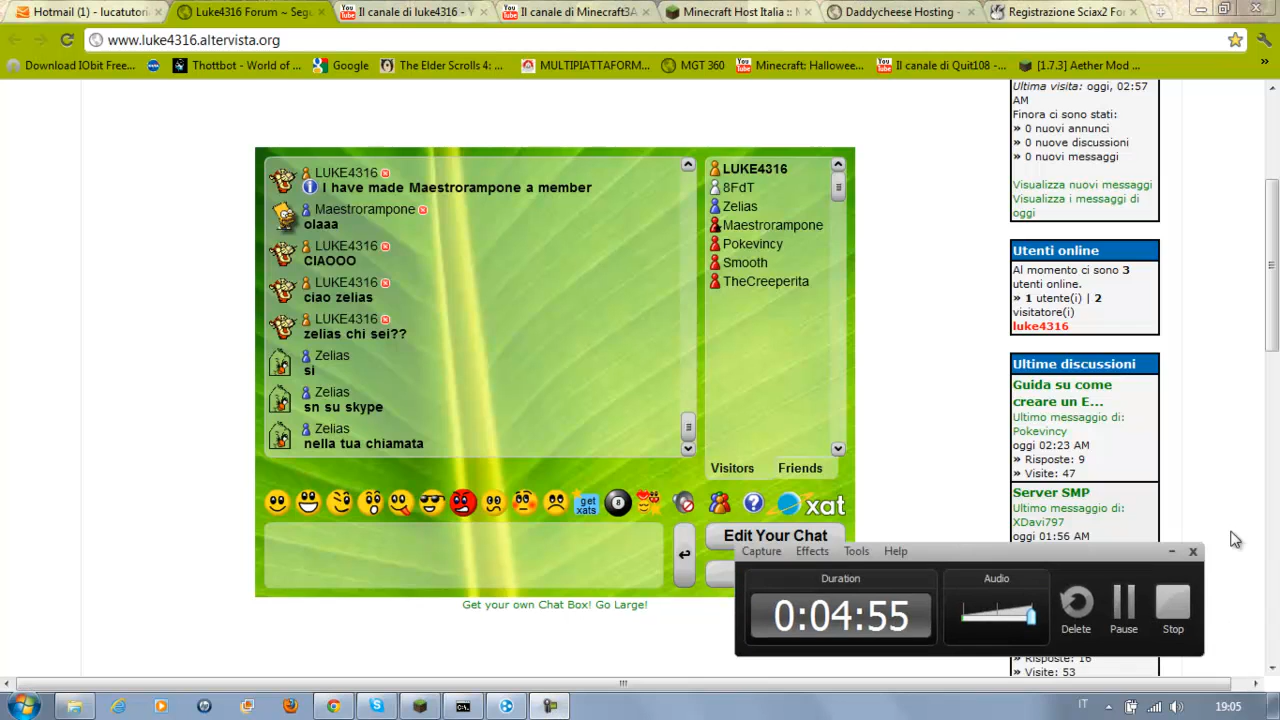 Hotmail (1) - lucatutori
Luke4316 Forum ~ Segu
Il canale di luke4316 - Y
Il canale di Minecraft3A
Minecraft Host Italia ::
Daddycheese Hosting -
Registrazione Sciax2 For
www.luke4316.altervista.org
Download IObit Free...
Thottbot - World of ...
Google
The Elder Scrolls 4: ...
MULTIPIATTAFORM...
MGT 360
Minecraft: Hallowee...
Il canale di Quit108 -...
[1.7.3] Aether Mod ...
LUKE4316
I have made Maestrorampone a member
Maestrorampone
olaaa
LUKE4316
CIAOOO
LUKE4316
ciao zelias
LUKE4316
zelias chi sei??
Zelias
si
Zelias
sn su skype
Zelias
nella tua chiamata
LUKE4316
8FdT
Zelias
Maestrorampone
Pokevincy
Smooth
TheCreeperita
Visitors
Friends
get
xats
8
xat
Edit Your Chat
Get your own Chat Box! Go Large!
Ultima visita: oggi, 02:57
AM
Finora ci sono stati:
» 0 nuovi annunci
» 0 nuove discussioni
» 0 nuovi messaggi
Visualizza nuovi messaggi
Visualizza i messaggi di
oggi
Utenti online
Al momento ci sono 3
utenti online.
» 1 utente(i) | 2
visitatore(i)
luke4316
Ultime discussioni
Guida su come
creare un E...
Ultimo messaggio di:
Pokevincy
oggi 02:23 AM
» Risposte: 9
» Visite: 47
Server SMP
Ultimo messaggio di:
XDavi797
oggi 01:56 AM
Capture
Effects
Tools
Help
Duration
0:04:55
Audio
Delete
Pause
Stop
» Risposte: 16
» Visite: 53
IT
19:05